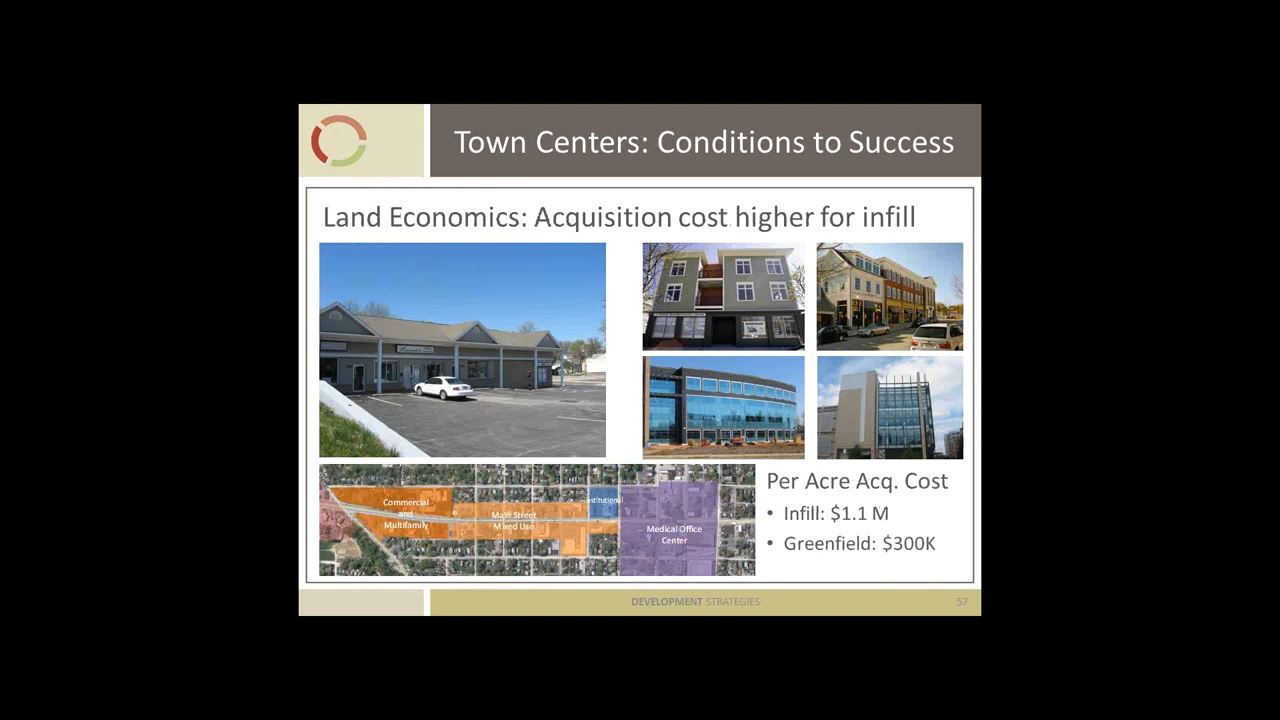 Town Centers: Conditions to Success
Land Economics: Acquisition cost higher for infill
Commercial
and
Multifamily
Main Street
Mixed Use
nstitutional
Medical Office
Center
Per Acre Acq. Cost
• Infill: $1.1 M
• Greenfield: $300K
DEVELOPMENT STRATEGIES
57